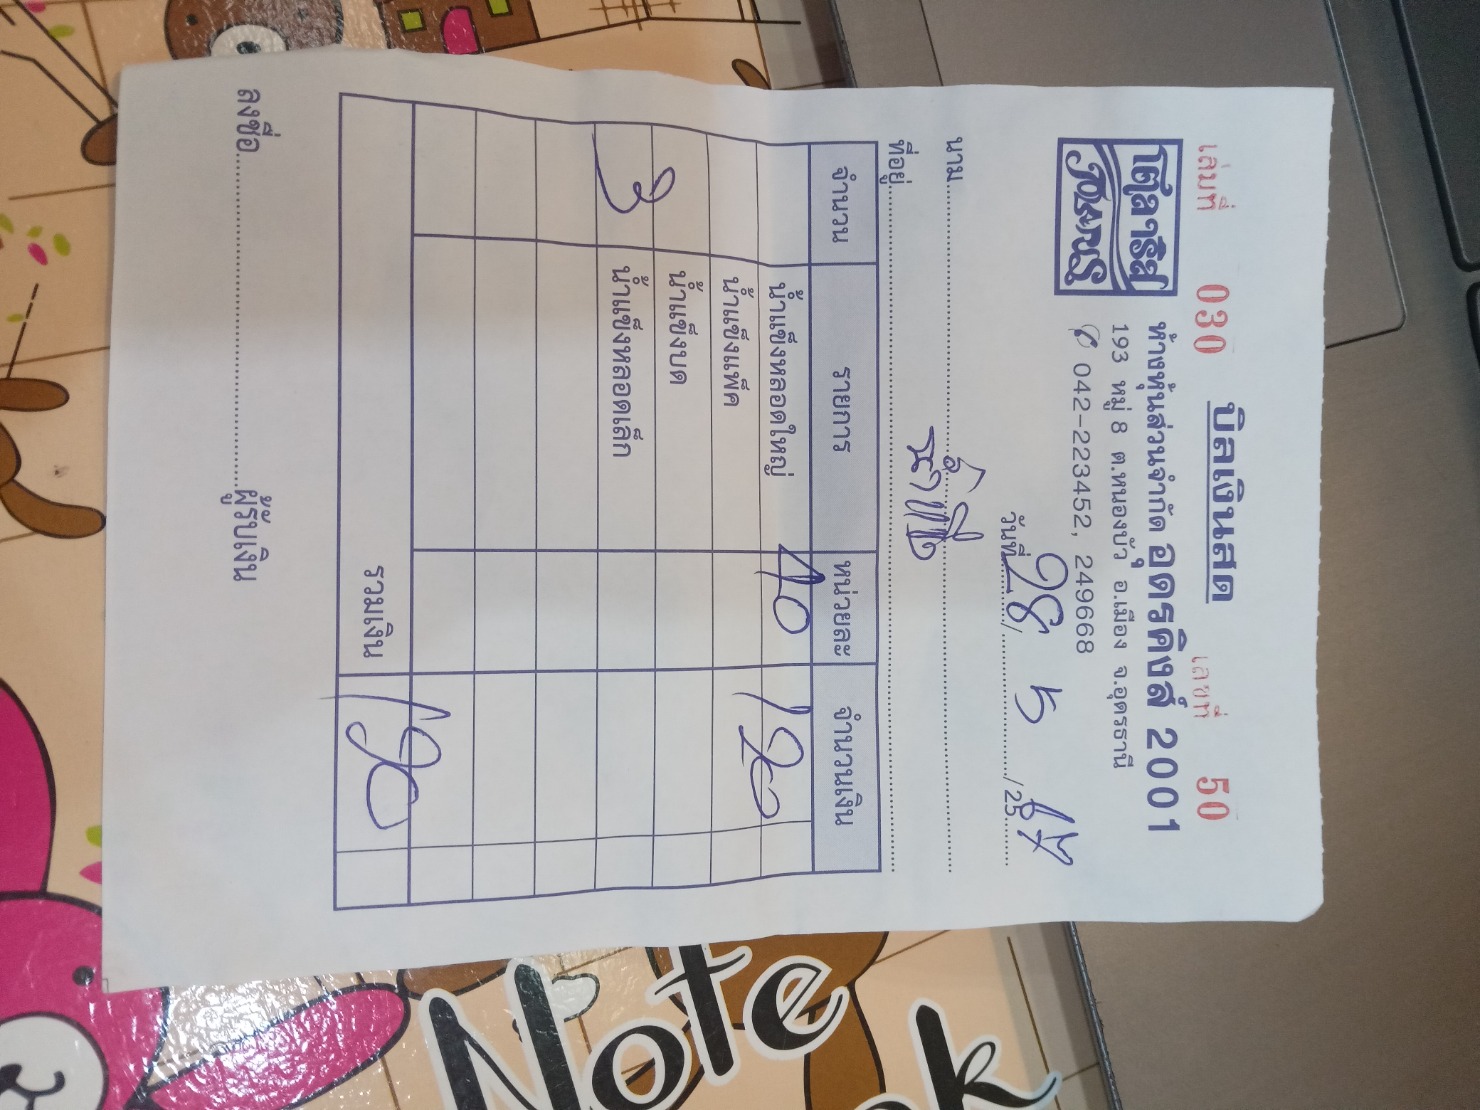 เล่มที่ 030 บิลเงินสด เลขที่ 50
โตลาริส
POLARIS
ห้างหุ้นส่วนจำกัด อุดรคิงส์ 2001
193 หมู่ 8 ต.หนองบัว อ.เมือง จ.อุดรธานี
042-223452, 249668
วันที่ 28 / 5 / 25 67
นาม
ที่อยู่
จำนวน รายการ หน่วยละ จำนวนเงิน
น้ำแข็งหลอดใหญ่ 40 120
น้ำแข็งแพ็ค
น้ำแข็งบด
3 น้ำแข็งหลอดเล็ก
รวมเงิน 120
ลงชื่อ ผู้รับเงิน
Note